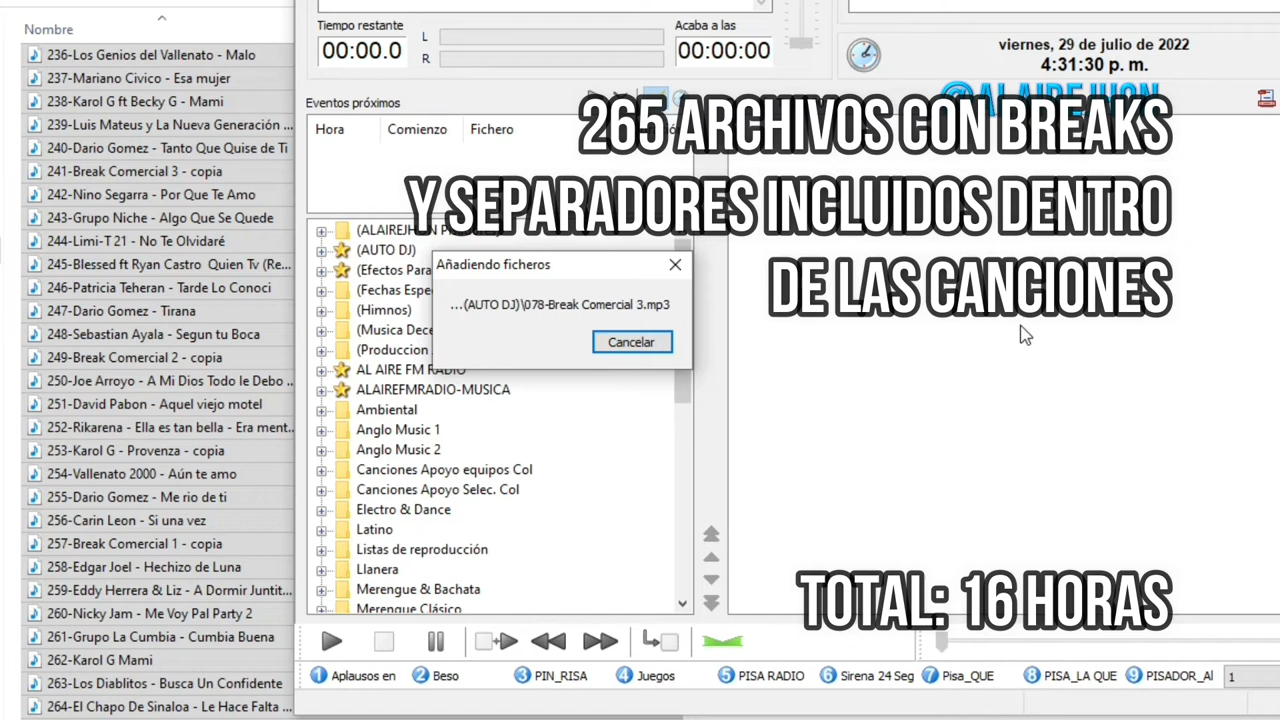 Nombre
236-Los Genios del Vallenato - Malo
237-Mariano Civico - Esa mujer
238-Karol G ft Becky G - Mami
239-Luis Mateus y La Nueva Generación ...
240-Dario Gomez - Tanto Que Quise de Ti
241-Break Comercial 3 - copia
242-Nino Segarra - Por Que Te Amo
243-Grupo Niche - Algo Que Se Quede
244-Limi-T 21 - No Te Olvidaré
245-Blessed ft Ryan Castro Quien Tv (Re...
246-Patricia Teheran - Tarde Lo Conoci
247-Dario Gomez - Tirana
248-Sebastian Ayala - Segun tu Boca
249-Break Comercial 2 - copia
250-Joe Arroyo - A Mi Dios Todo le Debo ...
251-David Pabon - Aquel viejo motel
252-Rikarena - Ella es tan bella - Era ment...
253-Karol G - Provenza - copia
254-Vallenato 2000 - Aún te amo
255-Dario Gomez - Me rio de ti
256-Carin Leon - Si una vez
257-Break Comercial 1 - copia
258-Edgar Joel - Hechizo de Luna
259-Eddy Herrera & Liz - A Dormir Juntit...
260-Nicky Jam - Me Voy Pal Party 2
261-Grupo La Cumbia - Cumbia Buena
262-Karol G Mami
263-Los Diablitos - Busca Un Confidente
264-El Chapo De Sinaloa - Le Hace Falta ...
Tiempo restante
00:00.0
L
R
Acaba a las
00:00:00
viernes, 29 de julio de 2022
4:31:30 p. m.
@ALAIREJHON
265 ARCHIVOS CON BREAKS
Y SEPARADORES INCLUIDOS DENTRO
DE LAS CANCIONES
TOTAL: 16 HORAS
Eventos próximos
Hora Comienzo Fichero
(ALAIREJHON
(AUTO DJ)
(Efectos Para
(Fechas Espec
(Himnos)
(Musica Dece
(Produccion
AL AIRE FM RADIO
ALAIREFMRADIO-MUSICA
Ambiental
Anglo Music 1
Anglo Music 2
Canciones Apoyo equipos Col
Canciones Apoyo Selec. Col
Electro & Dance
Latino
Listas de reproducción
Llanera
Merengue & Bachata
Merengue Clásico
Añadiendo ficheros
...(AUTO DJ)\078-Break Comercial 3.mp3
Cancelar
1 Aplausos en 2 Beso 3 PIN_RISA 4 Juegos 5 PISA RADIO 6 Sirena 24 Seg 7 Pisa_QUE 8 PISA_LA QUE 9 PISADOR_Al 1